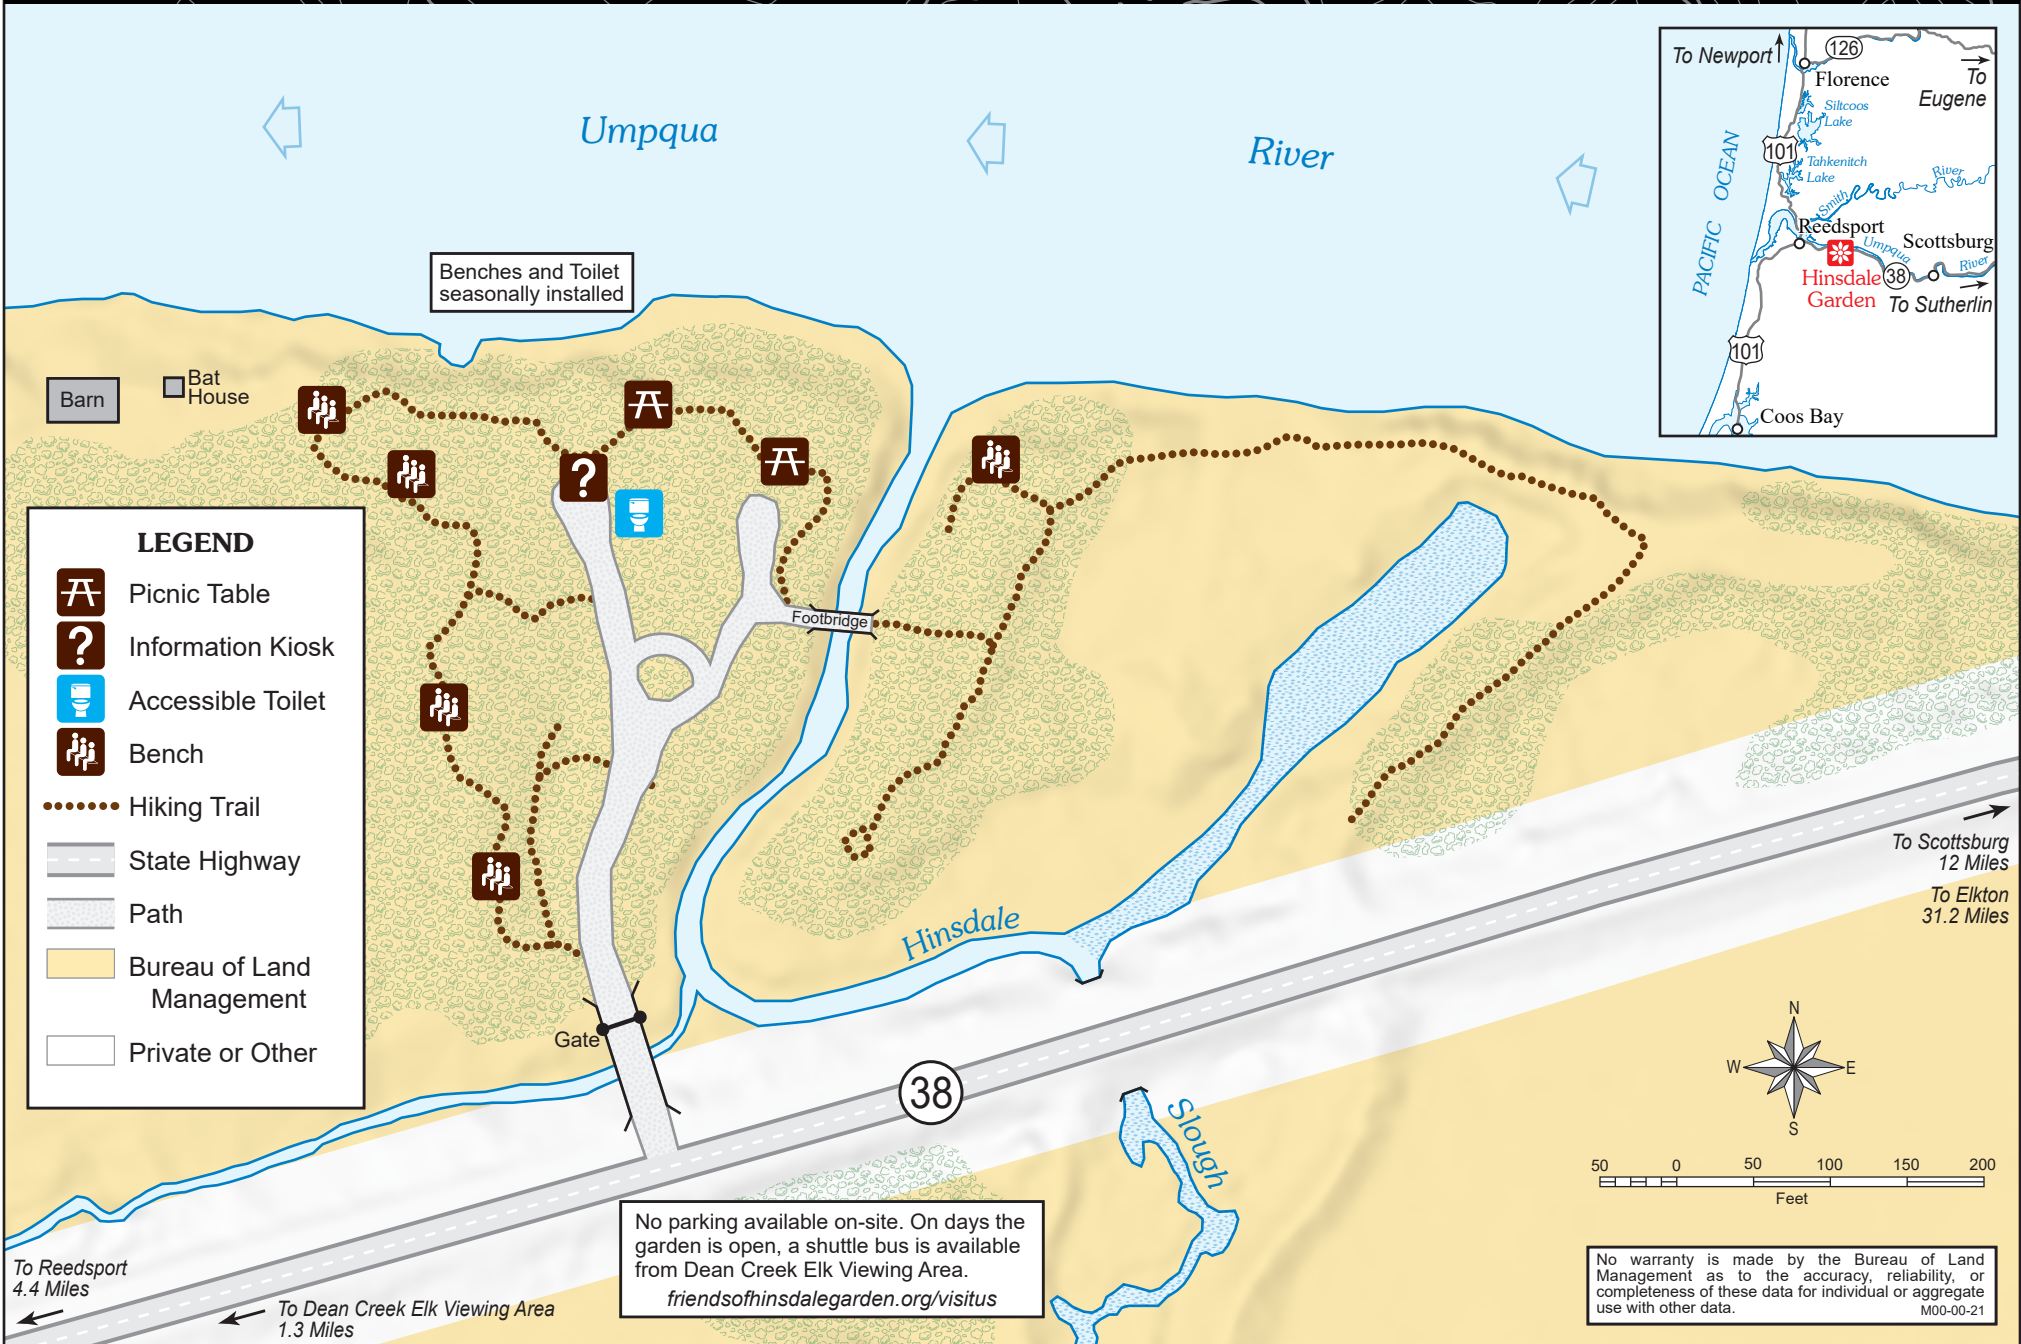 Umpqua
River
To Newport
126
Florence
To
Eugene
Siltcoos
Lake
101
Tahkenitch
Lake
PACIFIC OCEAN
Smith
River
Reedsport
Umpqua
River
Scottsburg
Hinsdale
Garden
38
To Sutherlin
101
Coos Bay
Benches and Toilet
seasonally installed
Barn
Bat
House
?
Footbridge
LEGEND
Picnic Table
?
Information Kiosk
Accessible Toilet
Bench
Hiking Trail
State Highway
Path
Bureau of Land
Management
Private or Other
Hinsdale
Slough
Gate
38
To Scottsburg
12 Miles
To Elkton
31.2 Miles
N
W
E
S
50 0 50 100 150 200
Feet
To Reedsport
4.4 Miles
To Dean Creek Elk Viewing Area
1.3 Miles
No parking available on-site. On days the
garden is open, a shuttle bus is available
from Dean Creek Elk Viewing Area.
friendsofhinsdalegarden.org/visitus
No warranty is made by the Bureau of Land
Management as to the accuracy, reliability, or
completeness of these data for individual or aggregate
use with other data.
M00-00-21